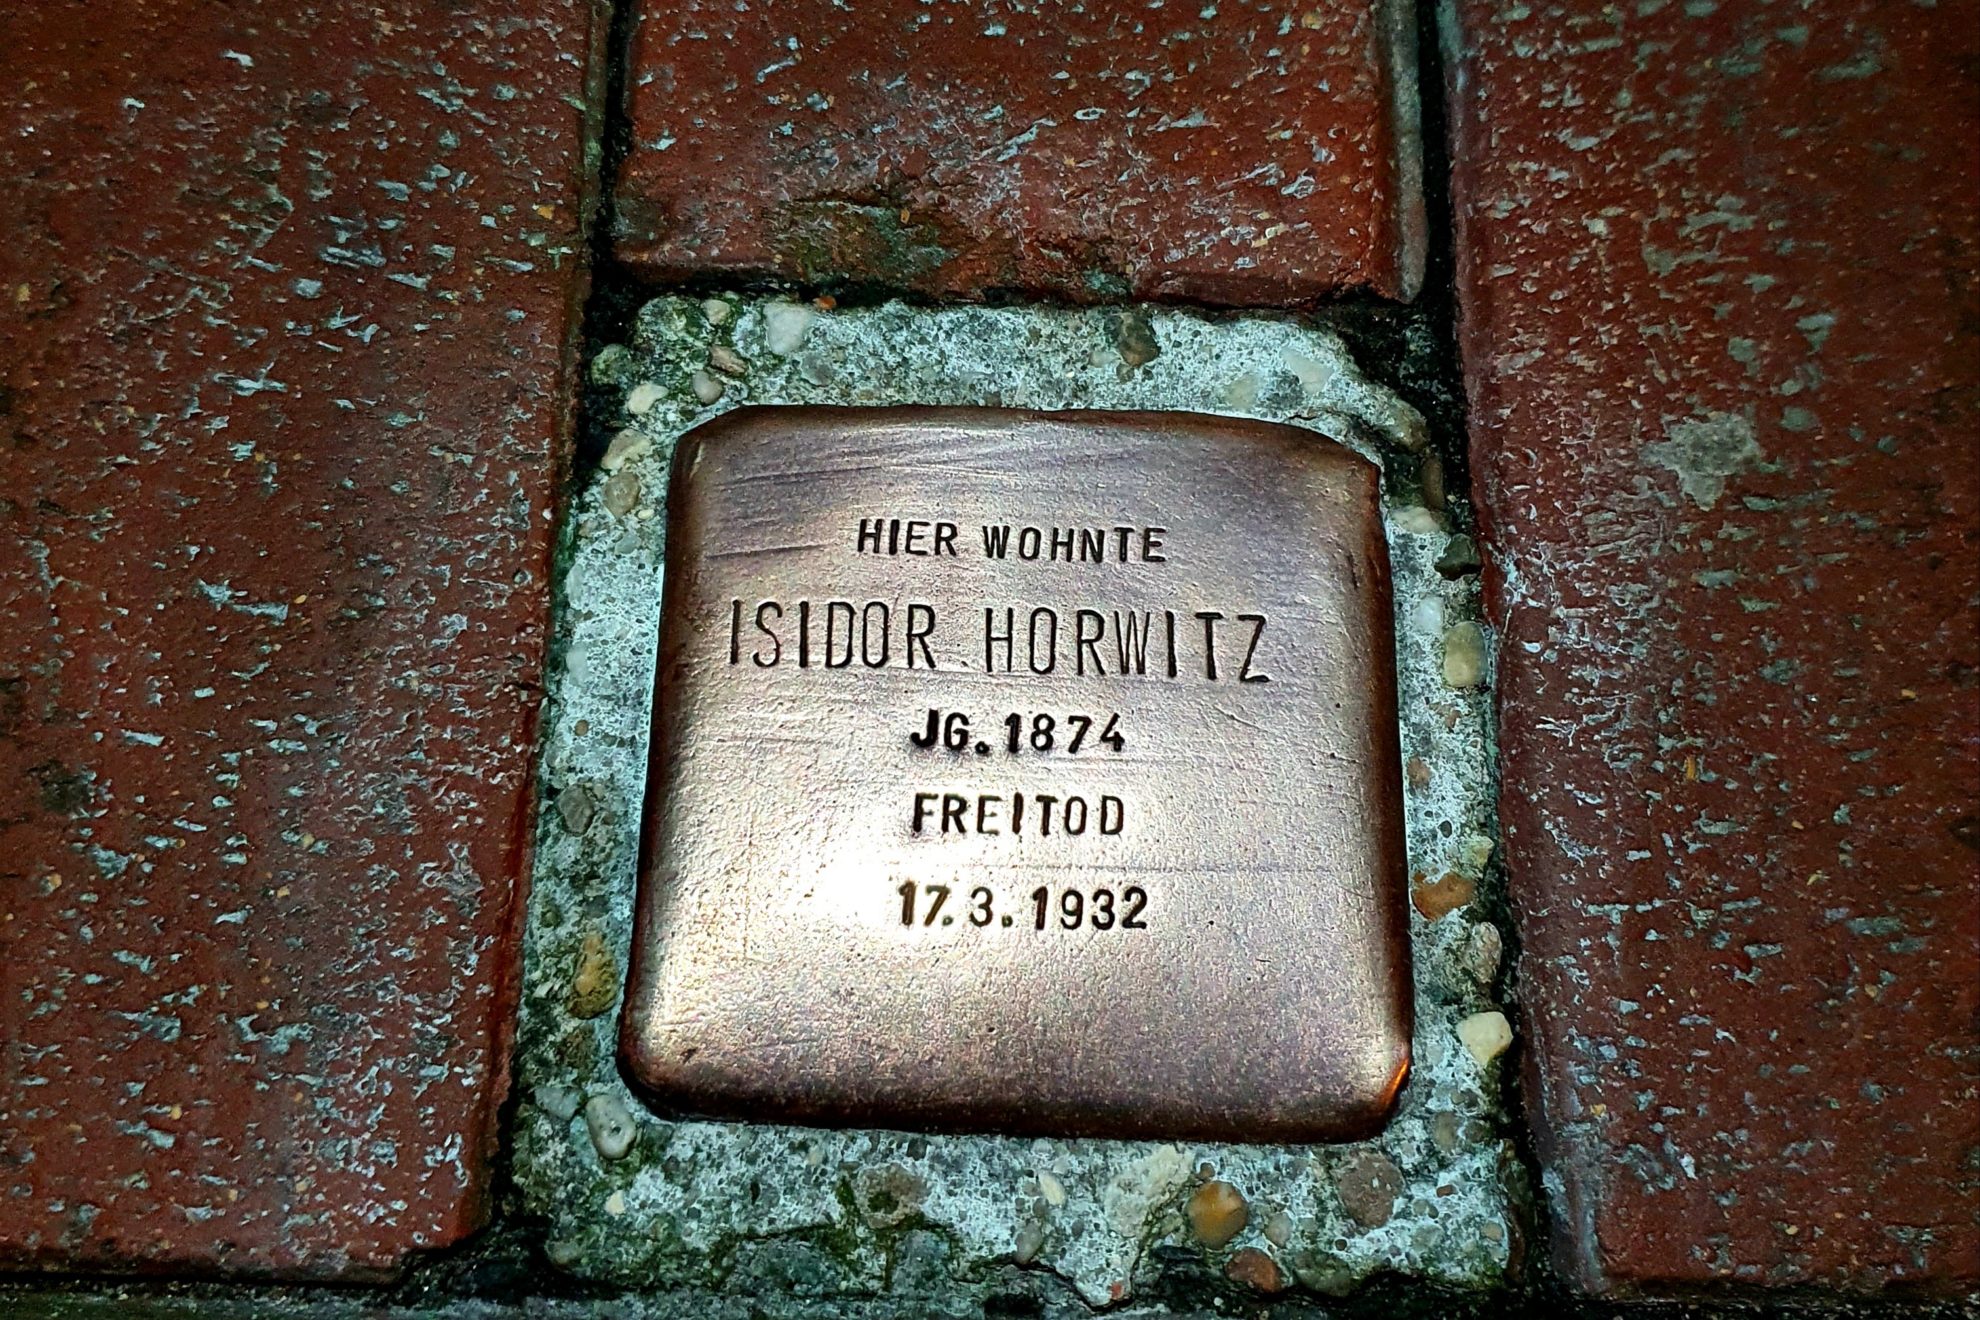 HIER WOHNTE
ISIDOR HORWITZ
JG. 1874
FREITOD
17.3.1932